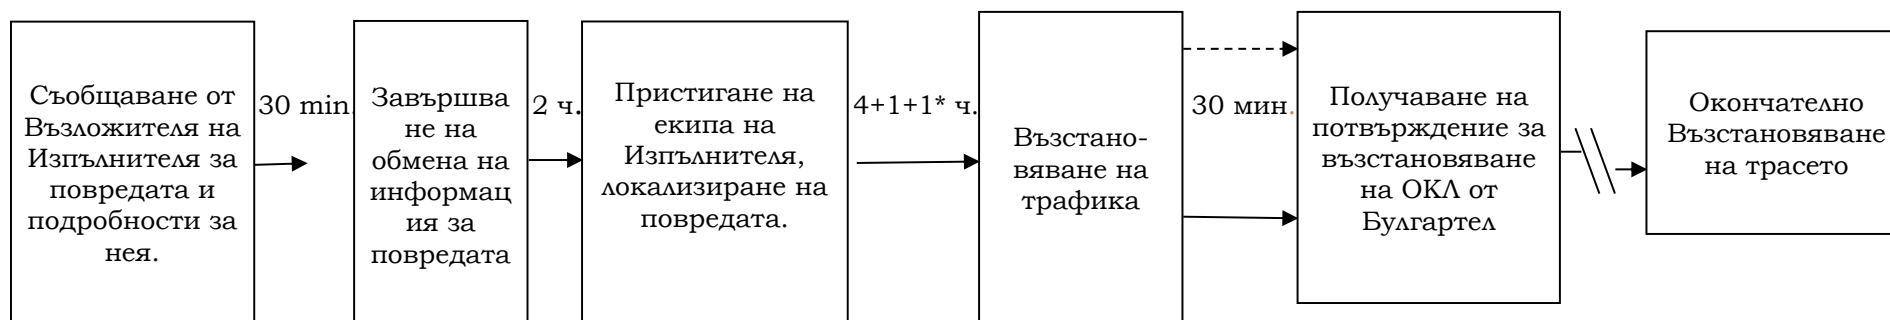 Съобщаване от
Възложителя на
Изпълнителя за
повредата и
подробности за
нея.
30 min.
Завършва
не на
обмена на
информац
ия за
повредата
2 ч.
Пристигане на
екипа на
Изпълнителя,
локализиране на
повредата.
4+1+1* ч.
Възстано-
вяване на
трафика
30 мин.
Получаване на
потвърждение за
възстановяване
на ОКЛ от
Булгартел
Окончателно
Възстановяване
на трасето